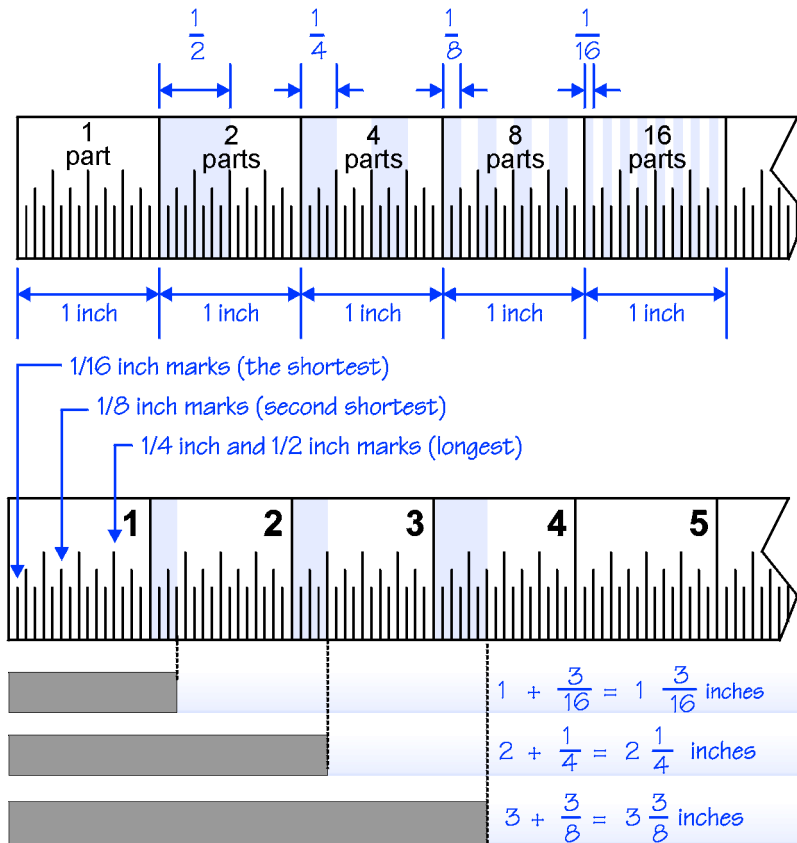 1/2 1/4 1/8 1/16
1 part 2 parts 4 parts 8 parts 16 parts
1 inch 1 inch 1 inch 1 inch 1 inch
1/16 inch marks (the shortest)
1/8 inch marks (second shortest)
1/4 inch and 1/2 inch marks (longest)
1 2 3 4 5
1 + 3/16 = 1 3/16 inches
2 + 1/4 = 2 1/4 inches
3 + 3/8 = 3 3/8 inches